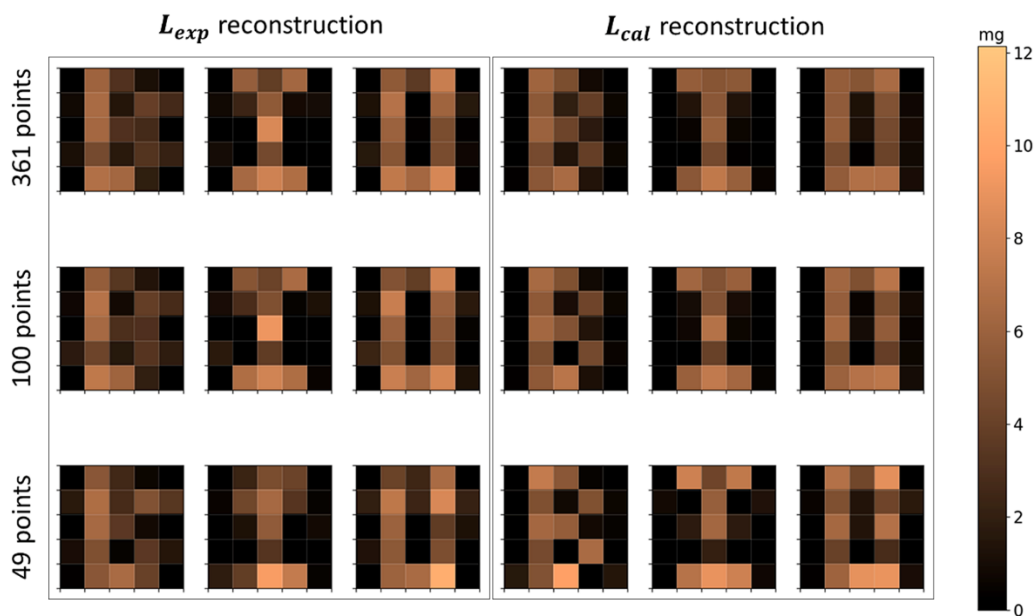 L_exp reconstruction
L_cal reconstruction
mg
12
10
8
6
4
2
0
361 points
100 points
49 points